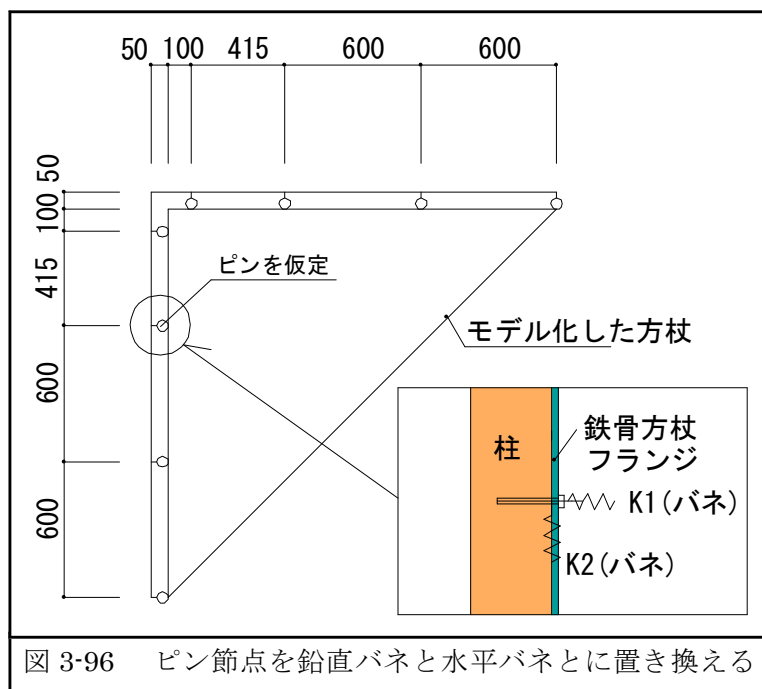 50 100 415 600 600
50
100
415
600
600
ピンを仮定
モデル化した方杖
柱
鉄骨方杖
フランジ
K1(バネ)
K2(バネ)
図 3-96 ピン節点を鉛直バネと水平バネとに置き換える